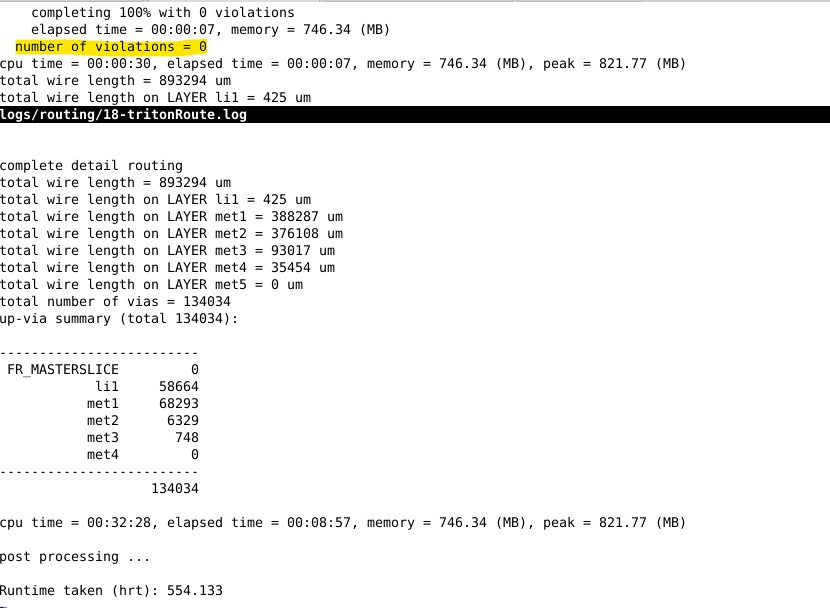 completing 100% with 0 violations
elapsed time = 00:00:07, memory = 746.34 (MB)
number of violations = 0
cpu time = 00:00:30, elapsed time = 00:00:07, memory = 746.34 (MB), peak = 821.77 (MB)
total wire length = 893294 um
total wire length on LAYER li1 = 425 um
logs/routing/18-tritonRoute.log
complete detail routing
total wire length = 893294 um
total wire length on LAYER li1 = 425 um
total wire length on LAYER met1 = 388287 um
total wire length on LAYER met2 = 376108 um
total wire length on LAYER met3 = 93017 um
total wire length on LAYER met4 = 35454 um
total wire length on LAYER met5 = 0 um
total number of vias = 134034
up-via summary (total 134034):
-------------------------
FR_MASTERSLICE 0
li1 58664
met1 68293
met2 6329
met3 748
met4 0
-------------------------
134034
cpu time = 00:32:28, elapsed time = 00:08:57, memory = 746.34 (MB), peak = 821.77 (MB)
post processing ...
Runtime taken (hrt): 554.133